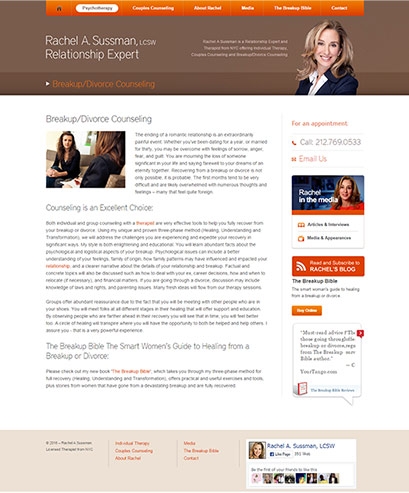 Psychotherapy Couples Counseling About Rachel Media The Breakup Bible Contact
Rachel A. Sussman, LCSW
Relationship Expert
Rachel A Sussman is a Relationship Expert and
Therapist from NYC offering Individual Therapy,
Couples Counseling and Breakup/Divorce Counseling
Breakup/Divorce Counseling
Breakup/Divorce Counseling
The ending of a romantic relationship is an extraordinarily
painful event. Whether you've been dating for a year, or married
for thirty, you may be overcome with feelings of sorrow, anger,
fear, and guilt. You are mourning the loss of someone
significant in your life and saying farewell to your dreams of an
eternity together. Recovering from a breakup or divorce is not
only possible, it is probable. The first months tend to be very
difficult and are likely overwhelmed with numerous thoughts and
feelings – many that feel quite foreign.
Counseling is an Excellent Choice:
Both individual and group counseling with a therapist are very effective tools to help you fully recover from
your breakup or divorce. Using my unique and proven three-phase method (Healing, Understanding and
Transformation), we will address the challenges you are experiencing and expedite your recovery in
significant ways. My style is both enlightening and educational. You will learn abundant facts about the
psychological and logistical aspects of your breakup. Psychological issues can include a better
understanding of your feelings, family of origin, how family patterns may have influenced and impacted your
relationship, and a clearer narrative about the details of your relationship and breakup. Factual and
concrete topics will also be discussed such as how to deal with your ex, career decisions, how and when to
relocate (if necessary), and financial matters. If you are going through a divorce, discussion may include
knowledge of laws and rights, and parenting issues. Many fresh ideas will flow from our therapy sessions.
Groups offer abundant reassurance due to the fact that you will be meeting with other people who are in
your shoes. You will meet folks at all different stages in their healing that will offer support and education.
By observing people who are farther ahead in their recovery you will see that in time, you will feel better
too. A circle of healing will transpire where you will have the opportunity to both be helped and help others. I
assure you - that is a very powerful experience.
The Breakup Bible The Smart Women's Guide to Healing from a
Breakup or Divorce:
Please check out my new book 'The Breakup Bible', which takes you through my three-phase method for
full recovery (Healing, Understanding and Transformation), offers practical and useful exercises and tools,
plus stories from women that have gone from a devastating breakup and are fully recovered.
For an appointment
Call: 212.769.0533
Email Us
Rachel
in the media
Articles & Interviews
Media & Appearances
Read and Subscribe to
RACHEL'S BLOG
The Breakup Bible
The smart women's guide to healing
from a breakup or divorce
Buy Online
"Must read advice f
those going through
breakup or divorce,
from The Breakup
Bible author."
— C
YourTango.com
The Breakup Bible Reviews
© 2016 – Rachel A Sussman
Licensed Therapist from NYC
Individual Therapy
Couples Counseling
About Rachel
Media
The Breakup Bible
Contact
Rachel A. Sussman, LCSW
Like Page 392 likes
Be the first of your friends to like this